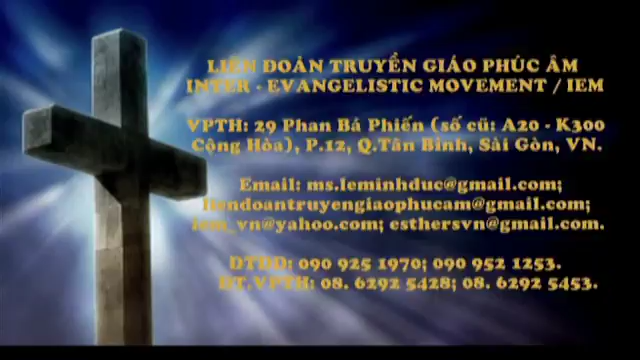 LIÊN ĐOÀN TRUYỀN GIÁO PHÚC ÂM
INTER - EVANGELISTIC MOVEMENT / IEM
VPTH: 29 Phan Bá Phiến (số cũ: A20 - K300
Cộng Hòa), P.12, Q.Tân Bình, Sài Gòn, VN.
Email: ms.leminhduc@gmail.com;
liendoantruyengiaophucam@gmail.com;
iem_vn@yahoo.com; esthersvn@gmail.com.
DTDD: 090 925 1970; 090 952 1253.
DT.VPTH: 08. 6292 5428; 08. 6292 5453.